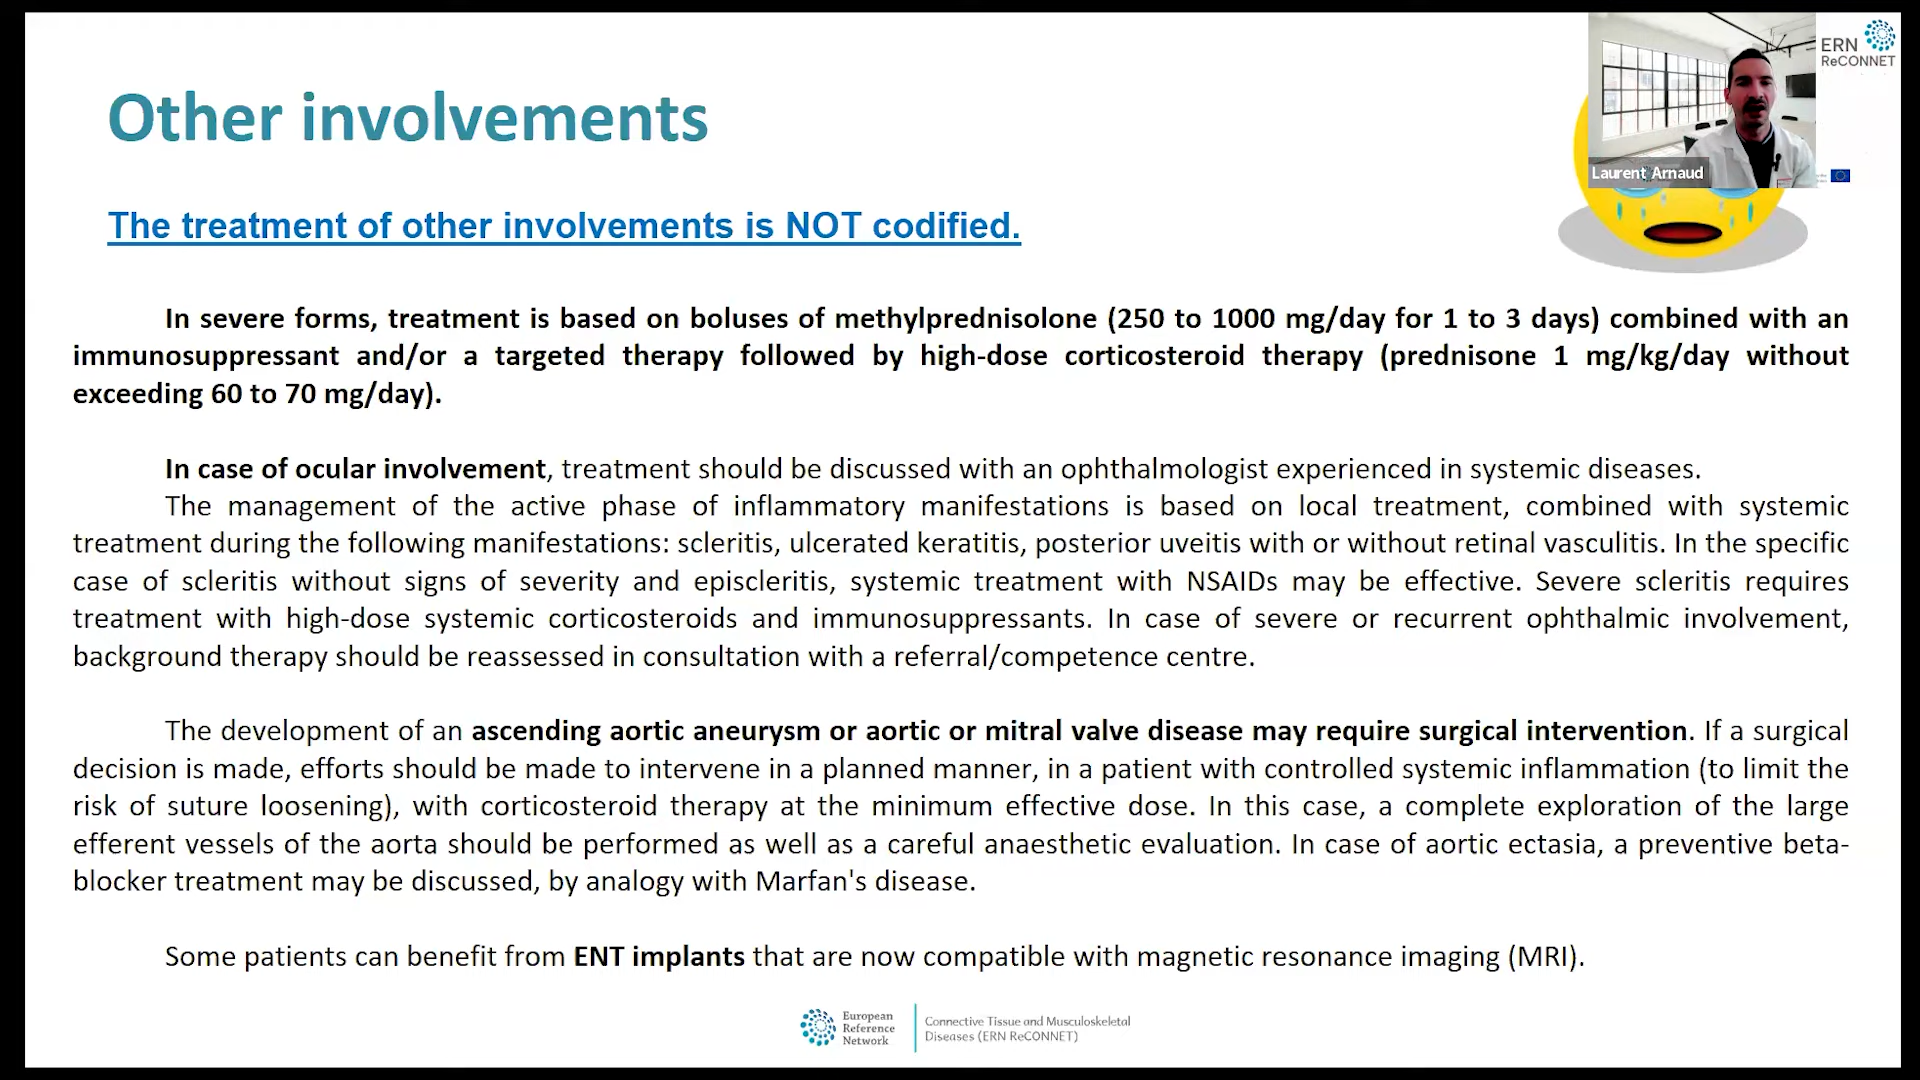 ERN
ReCONNET
Laurent Arnaud
Other involvements
The treatment of other involvements is NOT codified.
In severe forms, treatment is based on boluses of methylprednisolone (250 to 1000 mg/day for 1 to 3 days) combined with an
immunosuppressant and/or a targeted therapy followed by high-dose corticosteroid therapy (prednisone 1 mg/kg/day without
exceeding 60 to 70 mg/day).
In case of ocular involvement, treatment should be discussed with an ophthalmologist experienced in systemic diseases.
The management of the active phase of inflammatory manifestations is based on local treatment, combined with systemic
treatment during the following manifestations: scleritis, ulcerated keratitis, posterior uveitis with or without retinal vasculitis. In the specific
case of scleritis without signs of severity and episcleritis, systemic treatment with NSAIDs may be effective. Severe scleritis requires
treatment with high-dose systemic corticosteroids and immunosuppressants. In case of severe or recurrent ophthalmic involvement,
background therapy should be reassessed in consultation with a referral/competence centre.
The development of an ascending aortic aneurysm or aortic or mitral valve disease may require surgical intervention. If a surgical
decision is made, efforts should be made to intervene in a planned manner, in a patient with controlled systemic inflammation (to limit the
risk of suture loosening), with corticosteroid therapy at the minimum effective dose. In this case, a complete exploration of the large
efferent vessels of the aorta should be performed as well as a careful anaesthetic evaluation. In case of aortic ectasia, a preventive beta-
blocker treatment may be discussed, by analogy with Marfan's disease.
Some patients can benefit from ENT implants that are now compatible with magnetic resonance imaging (MRI).
European
Reference
Network
Connective Tissue and Musculoskeletal
Diseases (ERN ReCONNET)